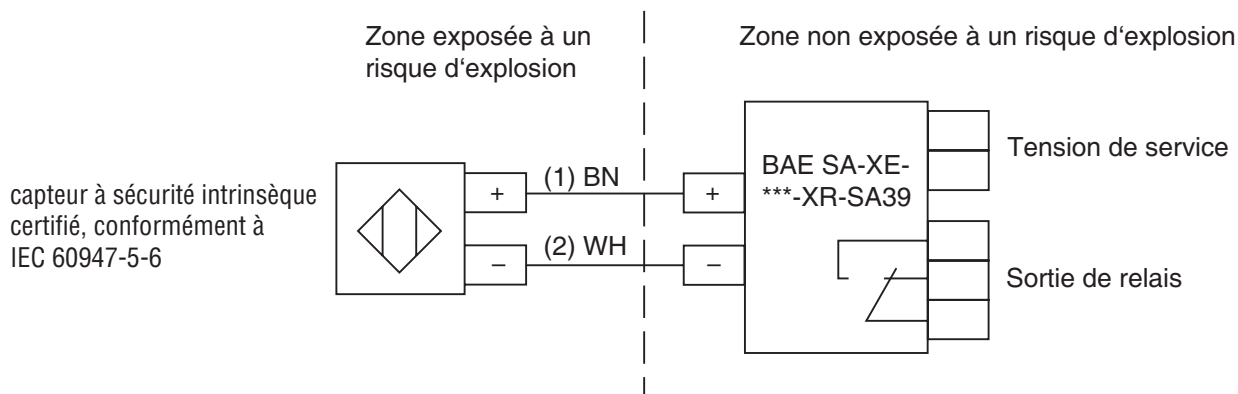 Zone exposée à un
risque d‘explosion
Zone non exposée à un risque d‘explosion
capteur à sécurité intrinsèque
certifié, conformément à
IEC 60947-5-6
+
(1) BN
+
–
(2) WH
–
BAE SA-XE-
***-XR-SA39
Tension de service
Sortie de relais